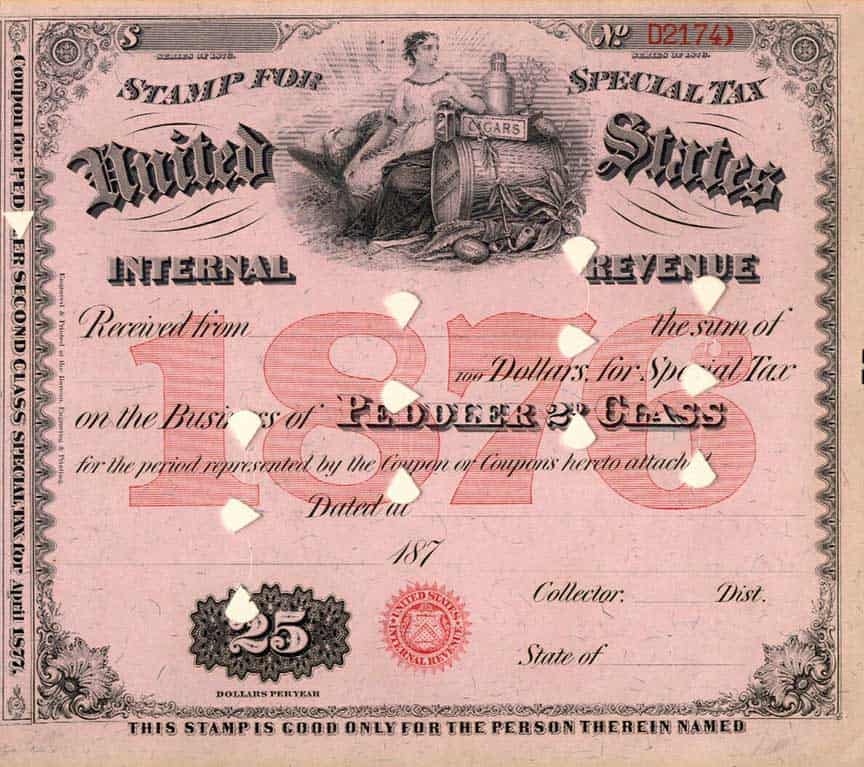 $
SERIES OF 1876.
No D2174)
SERIES OF 1876.
STAMP FOR SPECIAL TAX
United States
CIGARS
INTERNAL REVENUE
1876
Received from the sum of
100 Dollars, for Special Tax
on the Business of PEDDLER 2D CLASS
for the period represented by the Coupon or Coupons hereto attached
Dated at
187
Collector. Dist.
State of
25
DOLLARS PER YEAR
UNITED STATES INTERNAL REVENUE
THIS STAMP IS GOOD ONLY FOR THE PERSON THEREIN NAMED
Coupon for PED ER SECOND CLASS SPECIAL TAX for April 1877.
Engraved & Printed at the Bureau, Engraving & Printing.